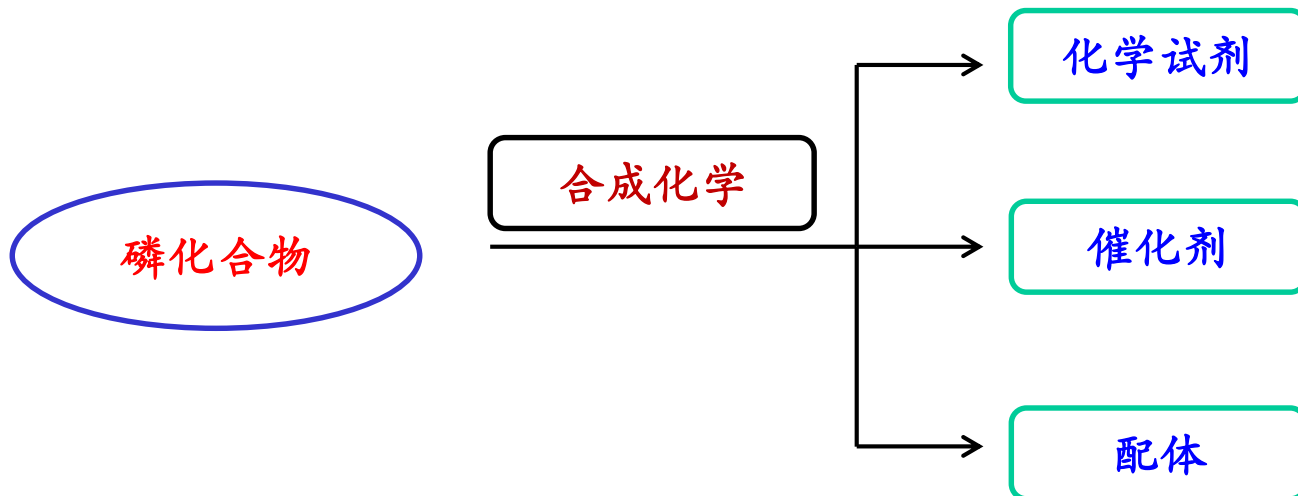 化学试剂
合成化学
磷化合物
催化剂
配体